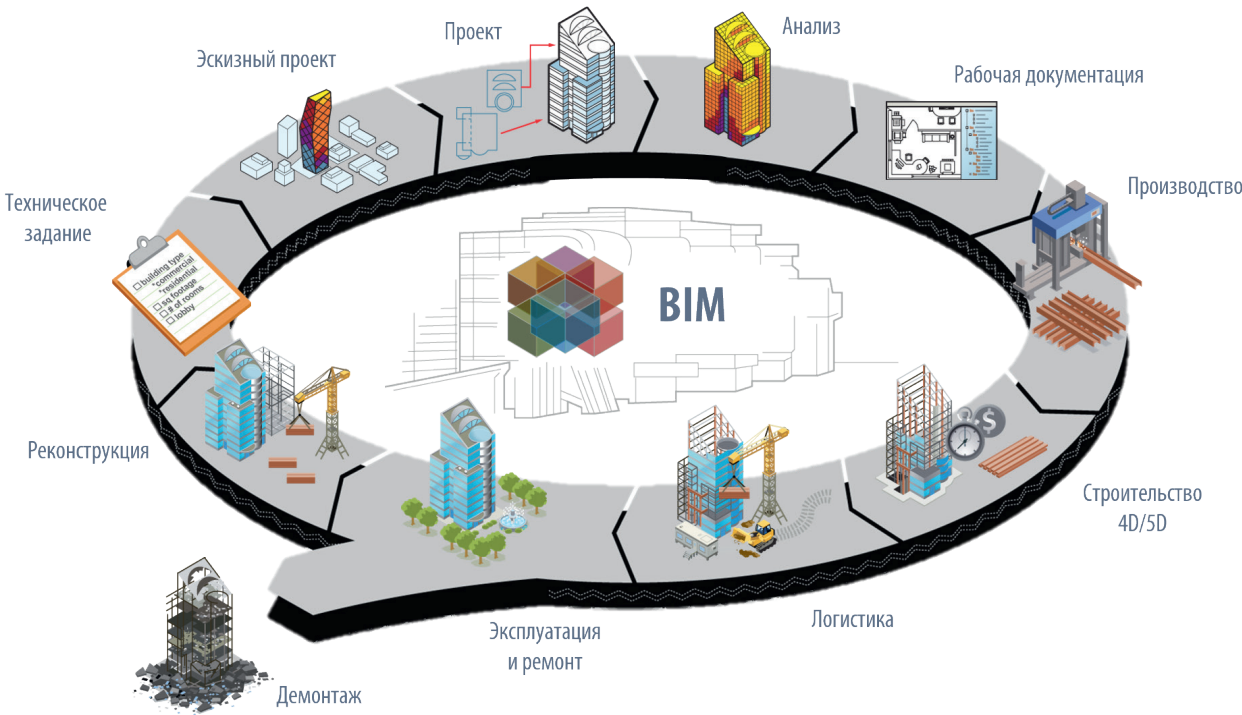 Проект
Анализ
Эскизный проект
Рабочая документация
Производство
Техническое
задание
building type
*commercial
*residential
sq footage
# of rooms
lobby
BIM
$
Реконструкция
Строительство
4D/5D
Логистика
Эксплуатация
и ремонт
Демонтаж